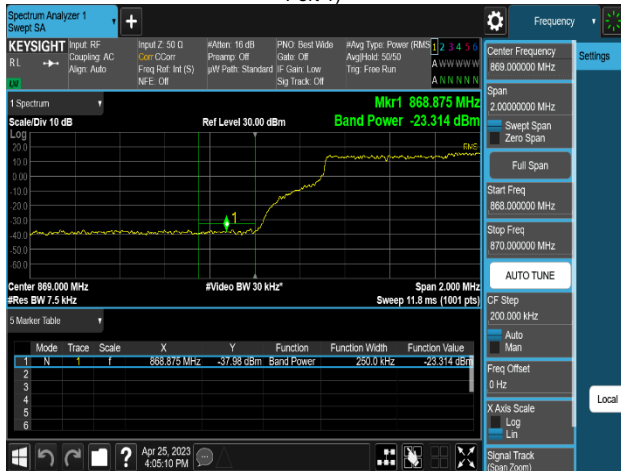 Spectrum Analyzer 1
Swept SA
+
Frequency
KEYSIGHT
RL
Input: RF
Coupling: AC
Align: Auto
Input Z: 50 Ω
Corr CCorr
Freq Ref: Int (S)
NFE: Off
#Atten: 16 dB
Preamp: Off
µW Path: Standard
PNO: Best Wide
Gate: Off
IF Gain: Low
Sig Track: Off
#Avg Type: Power (RMS
Avg|Hold: 50/50
Trig: Free Run
1 2 3 4 5 6
A W W W W W
A N N N N N
1 Spectrum
Scale/Div 10 dB
Ref Level 30.00 dBm
Mkr1 868.875 MHz
Band Power -23.314 dBm
Log
20.0
10.0
0.00
-10.0
-20.0
-30.0
-40.0
-50.0
-60.0
RMS
1
Center 869.000 MHz
#Video BW 30 kHz*
Span 2.000 MHz
#Res BW 7.5 kHz
Sweep 11.8 ms (1001 pts)
5 Marker Table
Mode Trace Scale X Y Function Function Width Function Value
1 N 1 f 868.875 MHz -37.98 dBm Band Power 250.0 kHz -23.314 dBm
2
3
4
5
6
Apr 25, 2023
4:05:10 PM
Center Frequency
869.000000 MHz
Settings
Span
2.00000000 MHz
Swept Span
Zero Span
Full Span
Start Freq
868.000000 MHz
Stop Freq
870.000000 MHz
AUTO TUNE
CF Step
200.000 kHz
Auto
Man
Freq Offset
0 Hz
X Axis Scale
Log
Lin
Local
Signal Track
(Span Zoom)